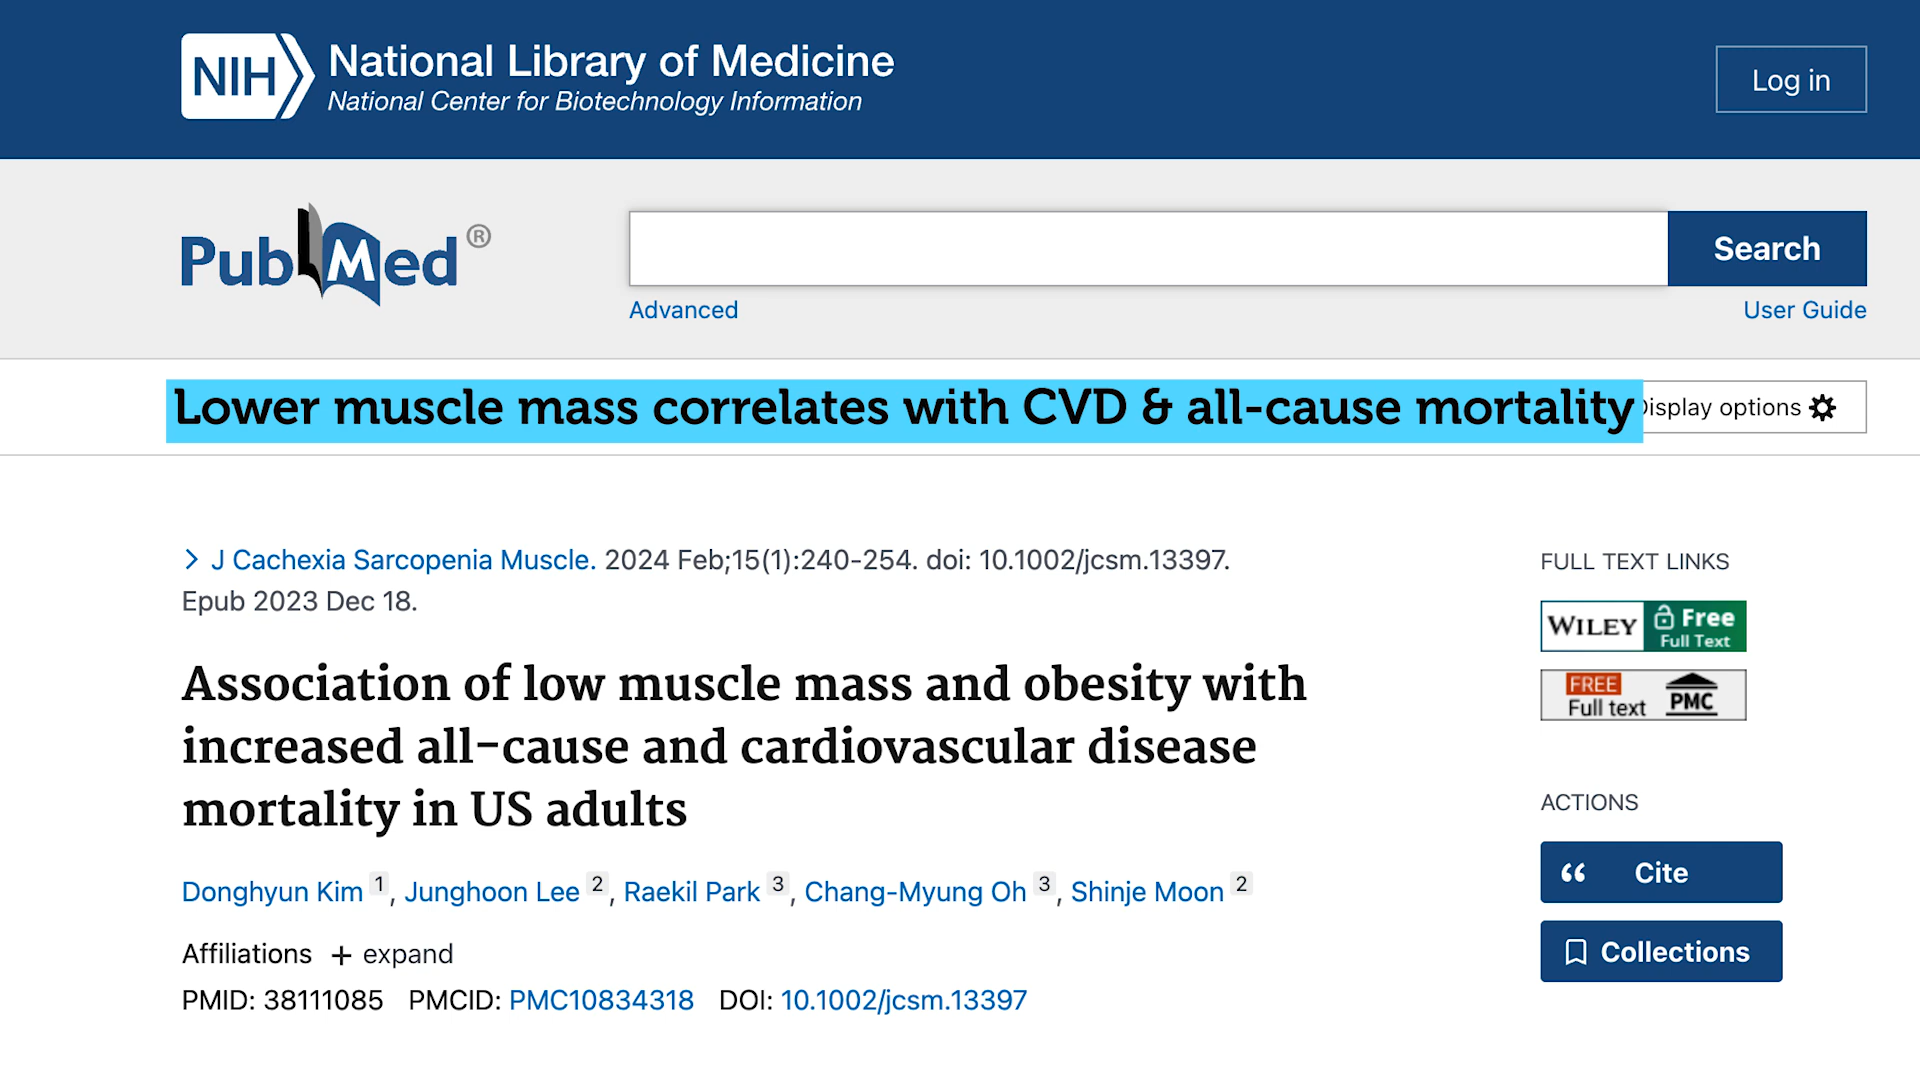 NIH National Library of Medicine
National Center for Biotechnology Information
Log in
PubMed®
Search
Advanced
User Guide
Lower muscle mass correlates with CVD & all-cause mortality
isplay options
J Cachexia Sarcopenia Muscle. 2024 Feb;15(1):240-254. doi: 10.1002/jcsm.13397.
Epub 2023 Dec 18.
Association of low muscle mass and obesity with
increased all-cause and cardiovascular disease
mortality in US adults
Donghyun Kim 1, Junghoon Lee 2, Raekil Park 3, Chang-Myung Oh 3, Shinje Moon 2
Affiliations + expand
PMID: 38111085 PMCID: PMC10834318 DOI: 10.1002/jcsm.13397
FULL TEXT LINKS
WILEY Free
Full Text
FREE
Full text PMC
ACTIONS
Cite
Collections